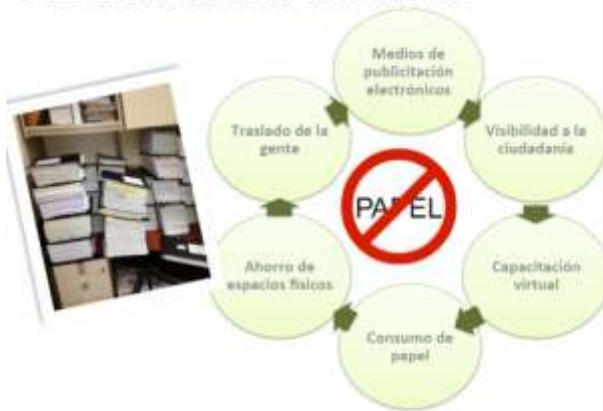 Medios de
publicitación
electrónicos
Visibilidad a la
ciudadanía
Capacitación
virtual
Consumo de
papel
Ahorro de
espacios físicos
Traslado de la
gente
PAPEL